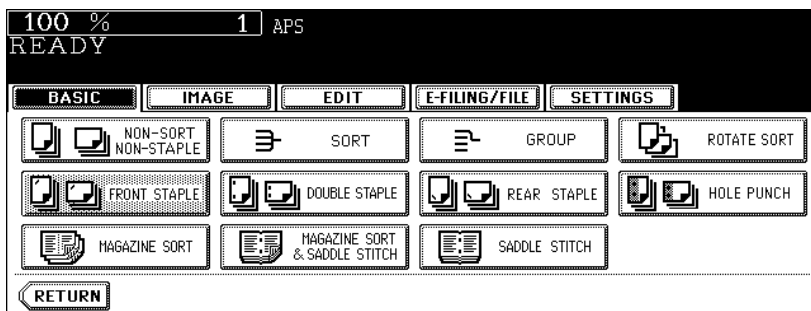 100 % 1 APS
READY
BASIC IMAGE EDIT E-FILING/FILE SETTINGS
NON-SORT
NON-STAPLE
SORT
GROUP
ROTATE SORT
FRONT STAPLE
DOUBLE STAPLE
REAR STAPLE
HOLE PUNCH
MAGAZINE SORT
MAGAZINE SORT
& SADDLE STITCH
SADDLE STITCH
RETURN